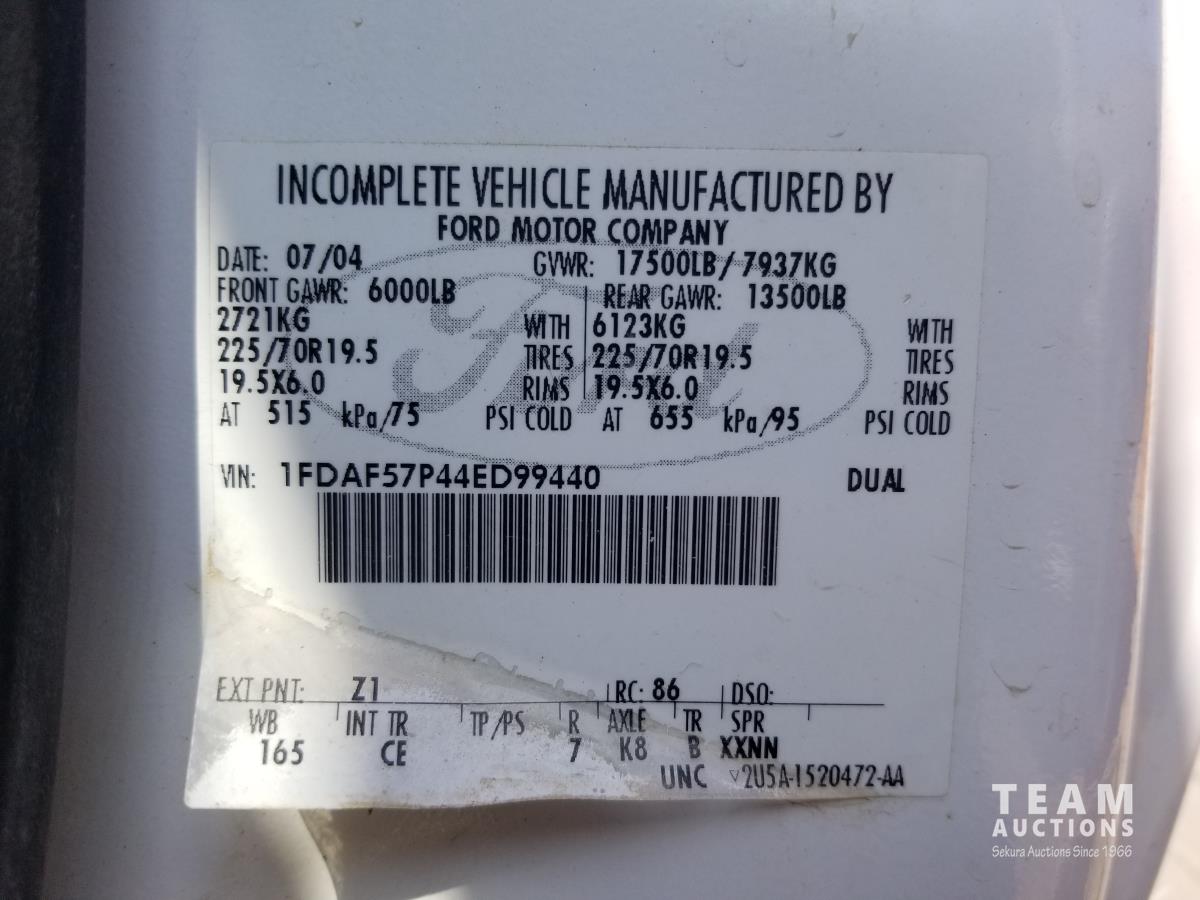 INCOMPLETE VEHICLE MANUFACTURED BY
FORD MOTOR COMPANY
DATE: 07/04 GVWR: 17500LB/7937KG
FRONT GAWR: 6000LB REAR GAWR: 13500LB
2721KG WITH 6123KG WITH
225/70R19.5 TIRES 225/70R19.5 TIRES
19.5X6.0 RIMS 19.5X6.0 RIMS
AT 515 kPa/75 PSI COLD AT 655 kPa/95 PSI COLD
VIN: 1FDAF57P44ED99440 DUAL
EXT PNT: Z1 RC: 86 DSO:
WB INT TR TP/PS R AXLE TR SPR
165 CE 7 K8 B XXNN
UNC 2U5A-1520472-AA
Ford
TEAM
AUCTIONS
Sekura Auctions Since 1966